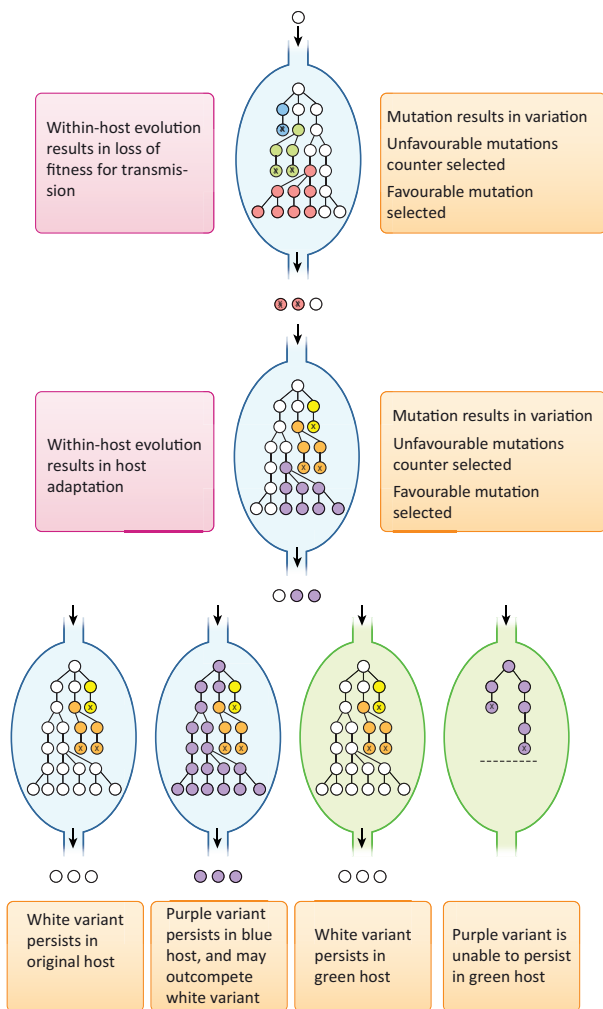 Within-host evolution
results in loss of
fitness for transmis-
sion
Mutation results in variation
Unfavourable mutations
counter selected
Favourable mutation
selected
x
x x
x x
Within-host evolution
results in host
adaptation
Mutation results in variation
Unfavourable mutations
counter selected
Favourable mutation
selected
x
x x
x
x x
x
x x
x
x x
x
x
White variant
persists in
original host
Purple variant
persists in blue
host, and may
outcompete
white variant
White variant
persists in
green host
Purple variant is
unable to persist
in green host